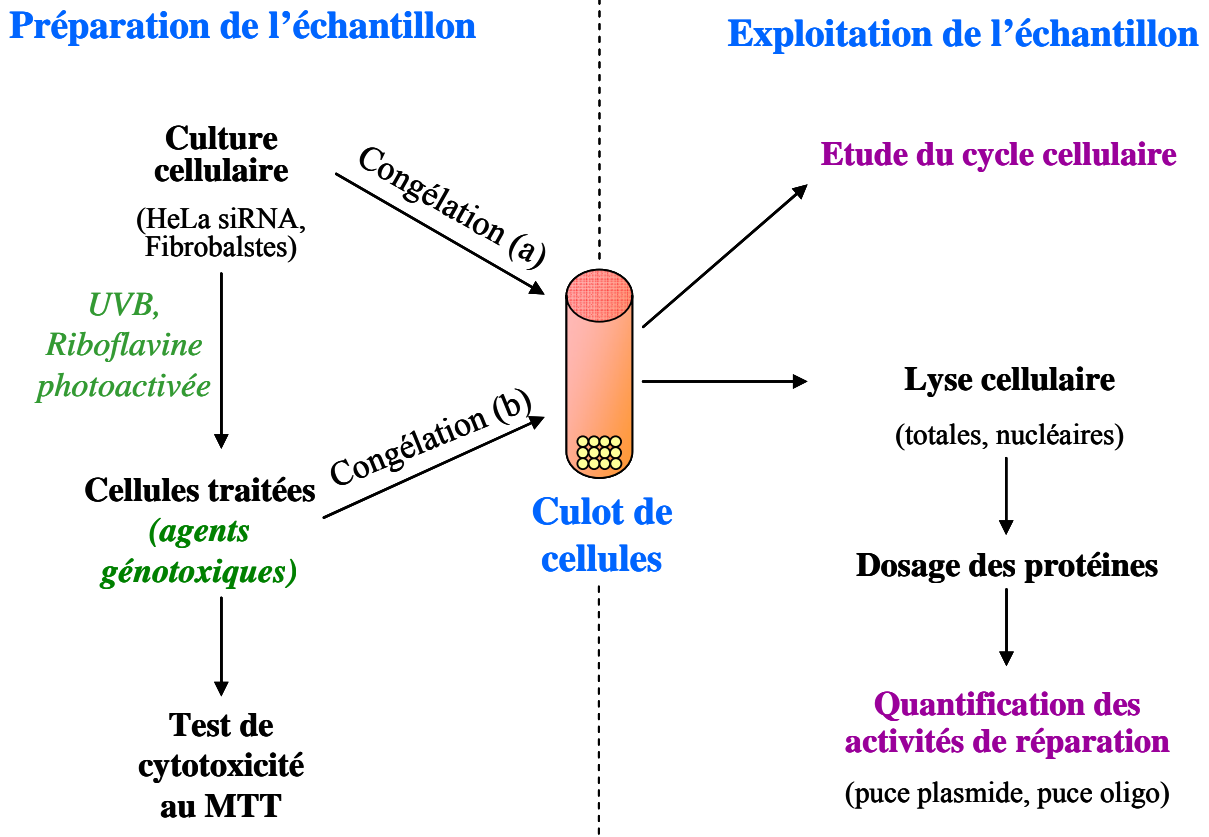 Préparation de l’échantillon
Exploitation de l’échantillon
Culture
cellulaire
(HeLa siRNA,
Fibrobalstes)
Congélation (a)
UVB,
Riboflavine
photoactivée
Cellules traitées
(agents
génotoxiques)
Congélation (b)
Test de
cytotoxicité
au MTT
Culot de
cellules
Etude du cycle cellulaire
Lyse cellulaire
(totales, nucléaires)
Dosage des protéines
Quantification des
activités de réparation
(puce plasmide, puce oligo)